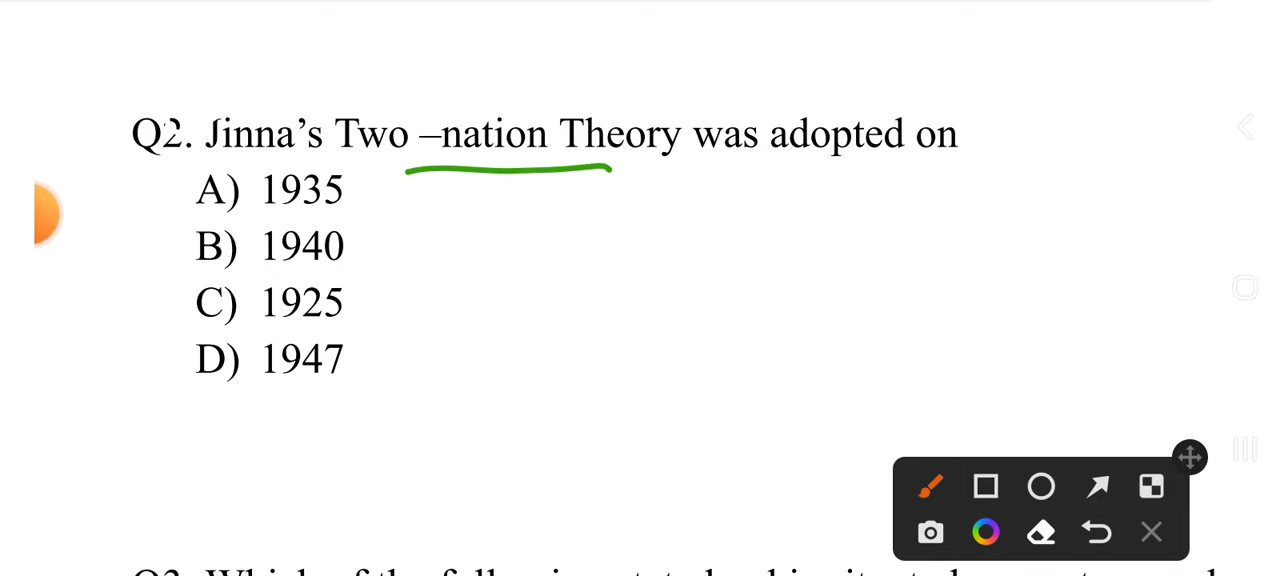 Q2. Jinna’s Two –nation Theory was adopted on
A) 1935
B) 1940
C) 1925
D) 1947